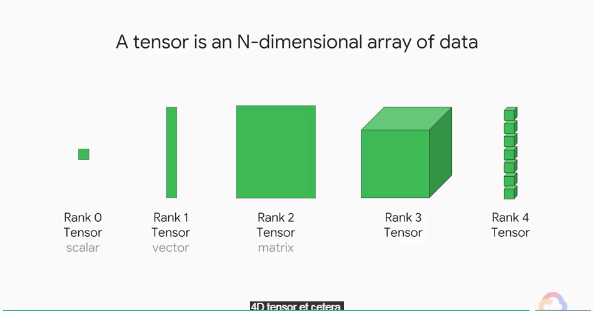 A tensor is an N-dimensional array of data
Rank 0
Tensor
scalar
Rank 1
Tensor
vector
Rank 2
Tensor
matrix
Rank 3
Tensor
Rank 4
Tensor
4D tensor et cetera